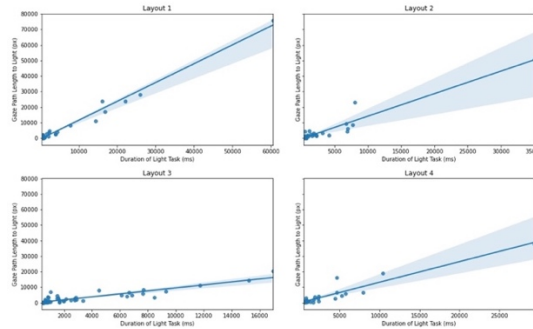 Layout 1
80000
70000
60000
50000
40000
30000
20000
10000
0
Gaze Path Length to Light (px)
0 10000 20000 30000 40000 50000 60000
Duration of Light Task (ms)
Layout 2
Gaze Path Length to Light (px)
5000 10000 15000 20000 25000 30000
Duration of Light Task (ms)
Layout 3
80000
70000
60000
50000
40000
30000
20000
10000
0
Gaze Path Length to Light (px)
2000 4000 6000 8000 10000 12000 14000 16000
Duration of Light Task (ms)
Layout 4
Gaze Path Length to Light (px)
5000 10000 15000 20000 25000
Duration of Light Task (ms)